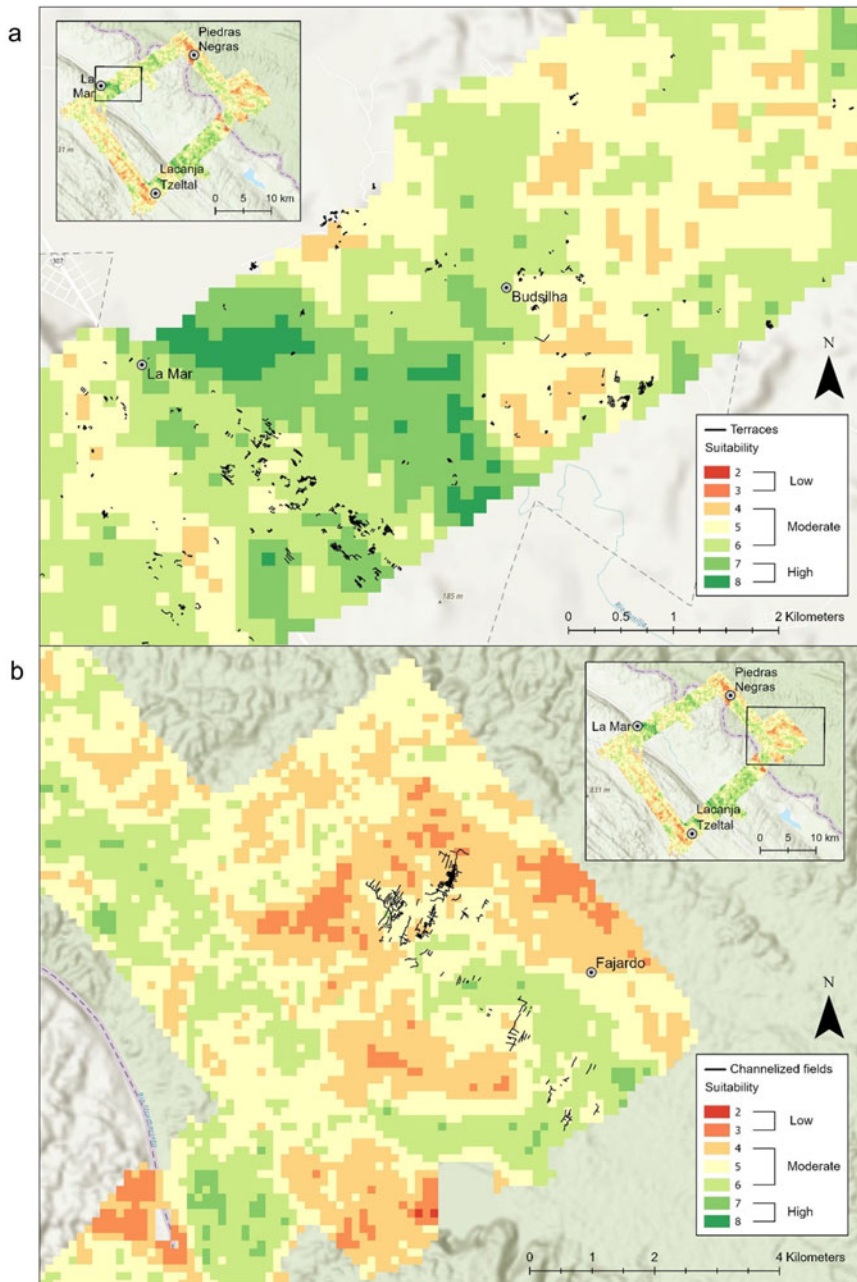 a
Piedras
Negras
La
Mar
Lacanja
Tzeltal
0 5 10 km
307
Budsilha
La Mar
N
Terraces
Suitability
2
3
Low
4
5
Moderate
6
7
High
8
185 m
0 0.5 1 2 Kilometers
b
Piedras
Negras
La Mar
Lacanja
Tzeltal
0 5 10 km
Fajardo
N
Channelized fields
Suitability
2
3
Low
4
5
Moderate
6
7
High
8
0 1 2 4 Kilometers